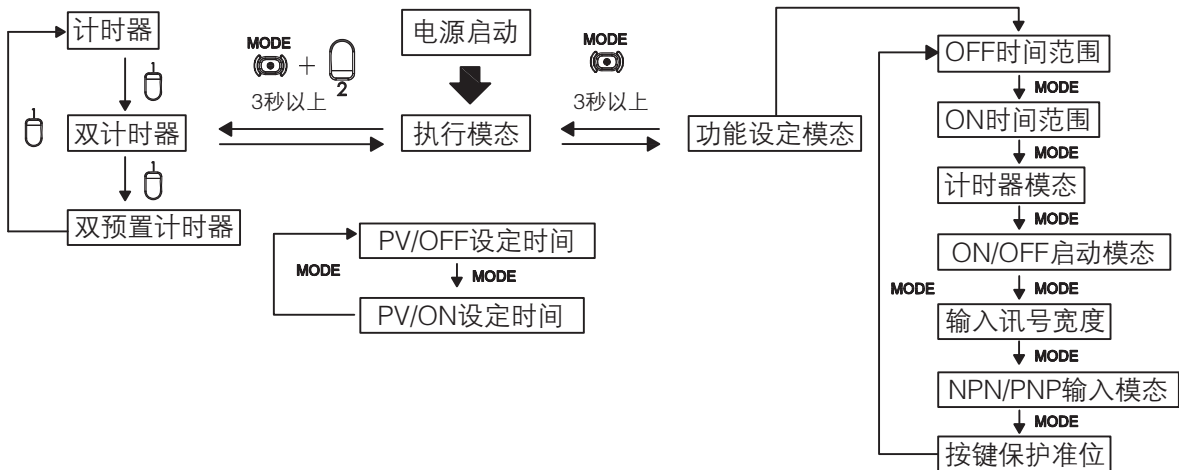 计时器
1
双计时器
1
1
双预置计时器
MODE
+
2
3秒以上
电源启动
执行模态
MODE
3秒以上
功能设定模态
PV/OFF设定时间
MODE
MODE
PV/ON设定时间
OFF时间范围
MODE
ON时间范围
MODE
计时器模态
MODE
ON/OFF启动模态
MODE
MODE
输入讯号宽度
MODE
NPN/PNP输入模态
MODE
按键保护准位